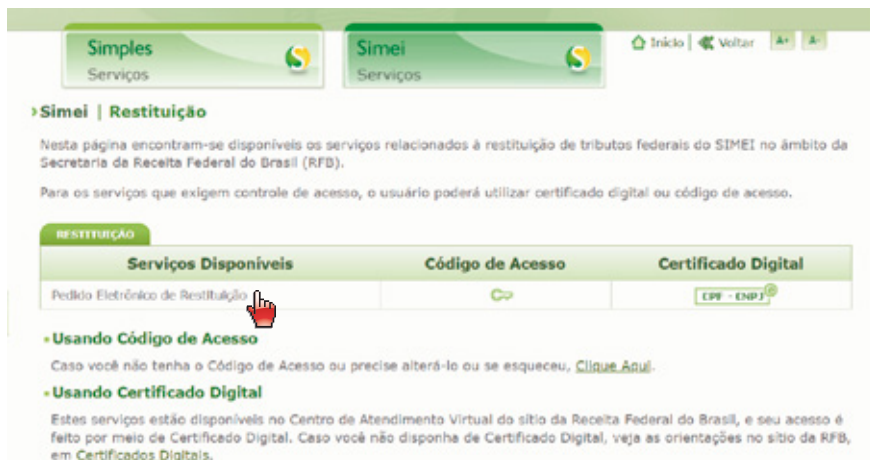 Simples
Serviços
Simei
Serviços
Início | Voltar A+ A-
Simei | Restituição
Nesta página encontram-se disponíveis os serviços relacionados à restituição de tributos federais do SIMEI no âmbito da
Secretaria da Receita Federal do Brasil (RFB).
Para os serviços que exigem controle de acesso, o usuário poderá utilizar certificado digital ou código de acesso.
RESTITUIÇÃO
Serviços Disponíveis Código de Acesso Certificado Digital
Pedido Eletrônico de Restituição CPF - CNPJ
Usando Código de Acesso
Caso você não tenha o Código de Acesso ou precise alterá-lo ou se esqueceu, Clique Aqui.
Usando Certificado Digital
Estes serviços estão disponíveis no Centro de Atendimento Virtual do sítio da Receita Federal do Brasil, e seu acesso é
feito por meio de Certificado Digital. Caso você não disponha de Certificado Digital, veja as orientações no sítio da RFB,
em Certificados Digitais.